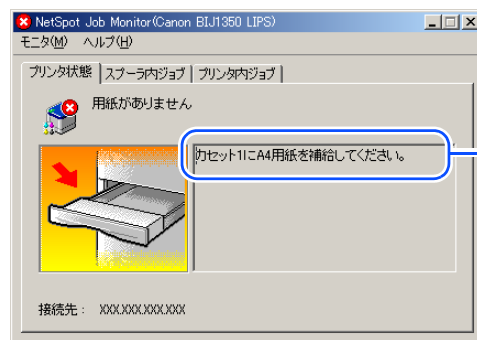 NetSpot Job Monitor(Canon BIJ1350 LIPS)
モニタ(M) ヘルプ(H)
プリンタ状態 スプーラ内ジョブ プリンタ内ジョブ
用紙がありません
カセット1にA4用紙を補給してください。
接続先： XXX.XXX.XXX.XXX